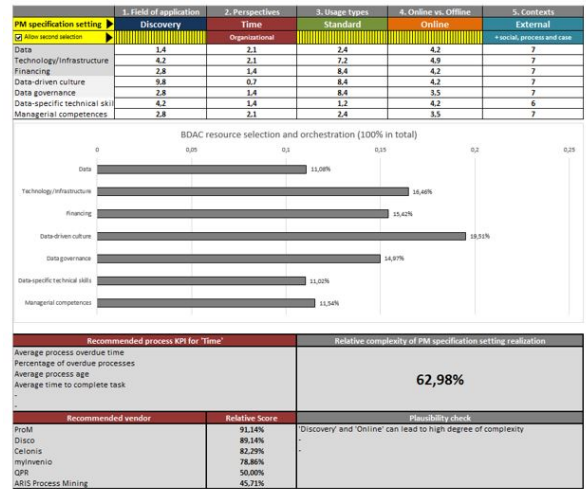 1. Field of application 2. Perspectives 3. Usage types 4. Online vs. Offline 5. Contexts
PM specification setting Discovery Time Standard Online External
Allow second selection Organizational + social, process and case
Data 1,4 2,1 2,4 4,2 7
Technology/Infrastructure 4,2 2,1 7,2 4,9 7
Financing 2,8 1,4 8,4 4,2 7
Data-driven culture 9,8 0,7 8,4 4,2 7
Data governance 2,8 1,4 8,4 3,5 7
Data-specific technical skil 4,2 1,4 1,2 4,2 6
Managerial competences 2,8 2,1 2,4 3,5 7
BDAC resource selection and orchestration (100% in total)
0 0,05 0,1 0,15 0,2 0,25
Data 11,08%
Technology/Infrastructure 16,46%
Financing 15,42%
Data-driven culture 19,51%
Data governance 14,97%
Data-specific technical skills 11,02%
Managerial competences 11,54%
Recommended process KPI for 'Time' Relative complexity of PM specification setting realization
Average process overdue time
Percentage of overdue processes
Average process age
Average time to complete task
-
-
62,98%
Recommended vendor Relative Score Plausibility check
ProM 91,14% 'Discovery' and 'Online' can lead to high degree of complexity
Disco 89,14% -
Celonis 82,29% -
myInvenio 78,86%
QPR 50,00%
ARIS Process Mining 45,71%